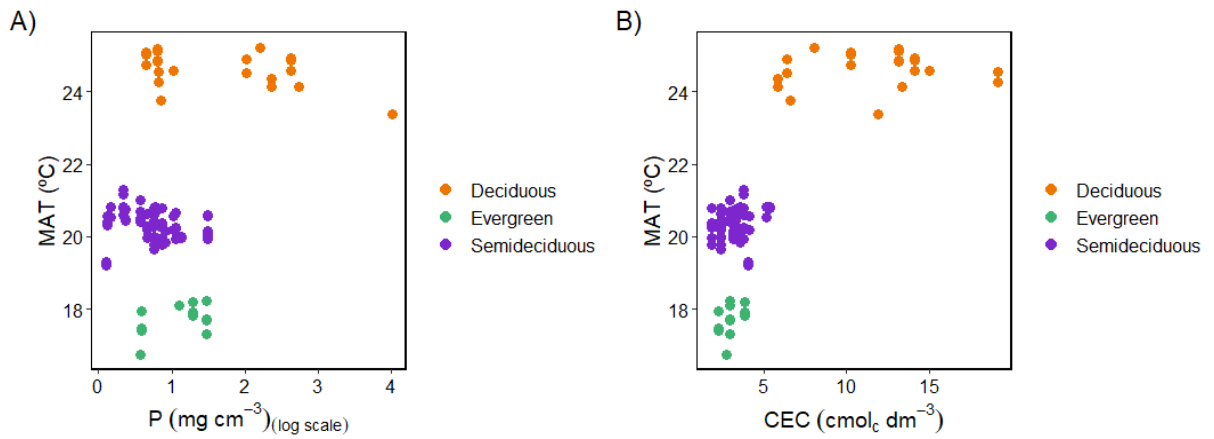 A)
24
22
20
18
MAT (ºC)
0 1 2 3 4
P (mg cm⁻³)(log scale)
Deciduous
Evergreen
Semideciduous
B)
24
22
20
18
MAT (ºC)
5 10 15
CEC (cmolc dm⁻³)
Deciduous
Evergreen
Semideciduous